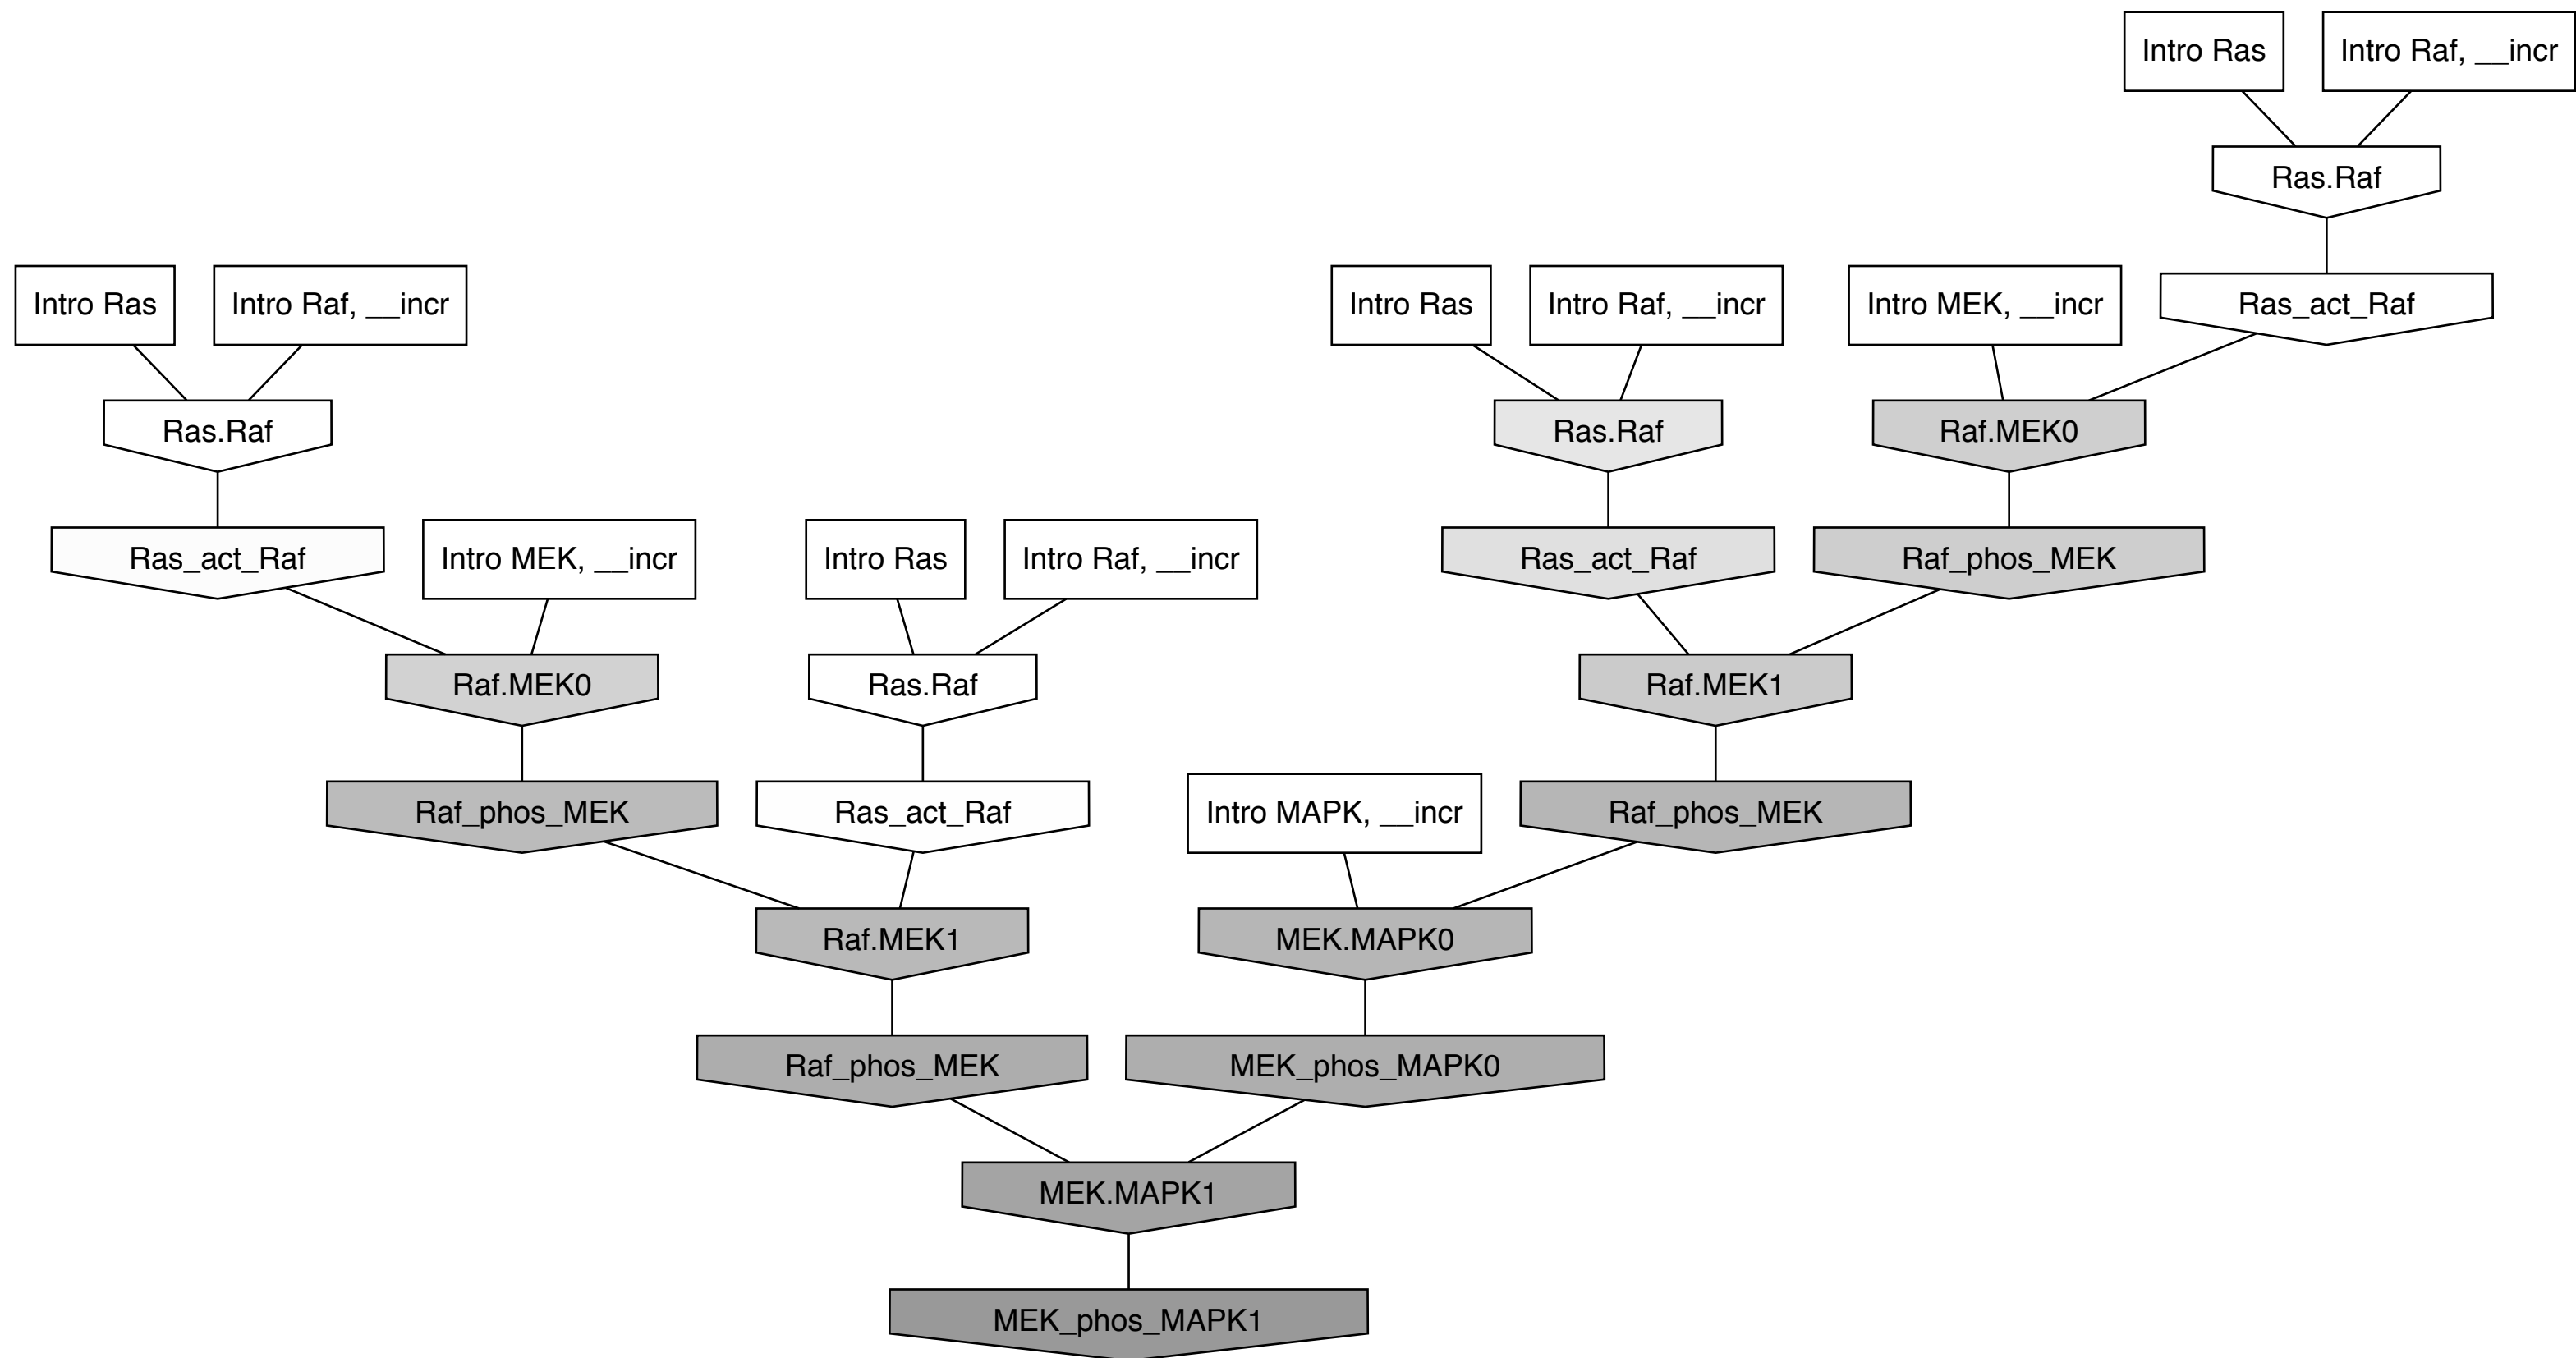 Intro Ras
Intro Raf, __incr
Ras.Raf
Intro Ras
Intro Raf, __incr
Intro Ras
Intro Raf, __incr
Intro MEK, __incr
Ras_act_Raf
Ras.Raf
Ras.Raf
Raf.MEK0
Ras_act_Raf
Intro MEK, __incr
Intro Ras
Intro Raf, __incr
Ras_act_Raf
Raf_phos_MEK
Raf.MEK0
Ras.Raf
Raf.MEK1
Raf_phos_MEK
Ras_act_Raf
Intro MAPK, __incr
Raf_phos_MEK
Raf.MEK1
MEK.MAPK0
Raf_phos_MEK
MEK_phos_MAPK0
MEK.MAPK1
MEK_phos_MAPK1